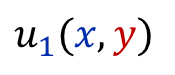 u₁(x, y)